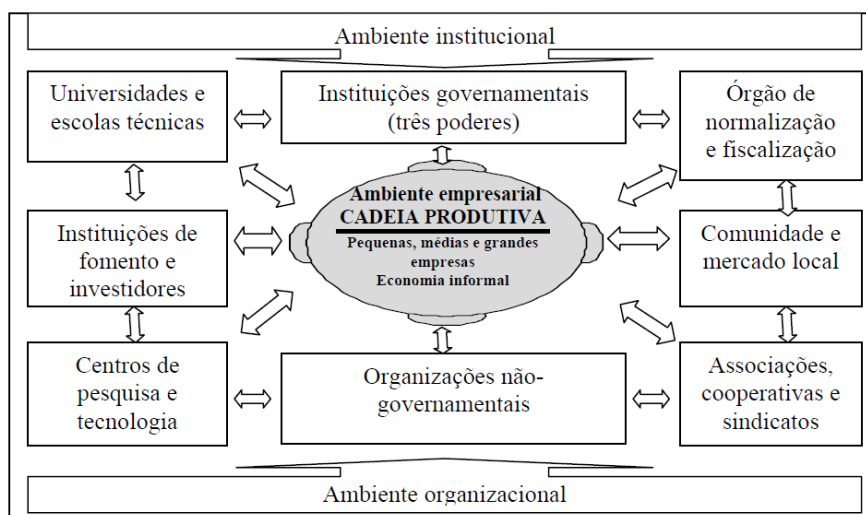 Ambiente institucional
Universidades e
escolas técnicas
Instituições governamentais
(três poderes)
Órgão de
normalização
e fiscalização
Ambiente empresarial
CADEIA PRODUTIVA
Pequenas, médias e grandes
empresas
Economia informal
Instituições de
fomento e
investidores
Comunidade e
mercado local
Centros de
pesquisa e
tecnologia
Organizações não-
governamentais
Associações,
cooperativas e
sindicatos
Ambiente organizacional